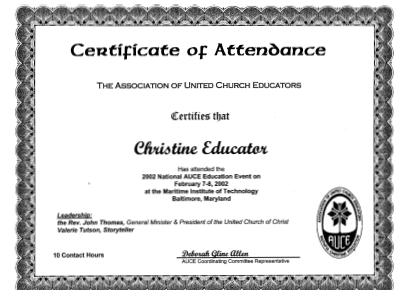 Certificate of Attendance
THE ASSOCIATION OF UNITED CHURCH EDUCATORS
Certifies that
Christine Educator
Has attended the
2002 National AUCE Education Event on
February 7-8, 2002
at the Maritime Institute of Technology
Baltimore, Maryland
Leadership:
the Rev. John Thomas, General Minister & President of the United Church of Christ
Valerie Tutson, Storyteller
10 Contact Hours
Deborah Gline Allen
AUCE Coordinating Committee Representative
AUCE